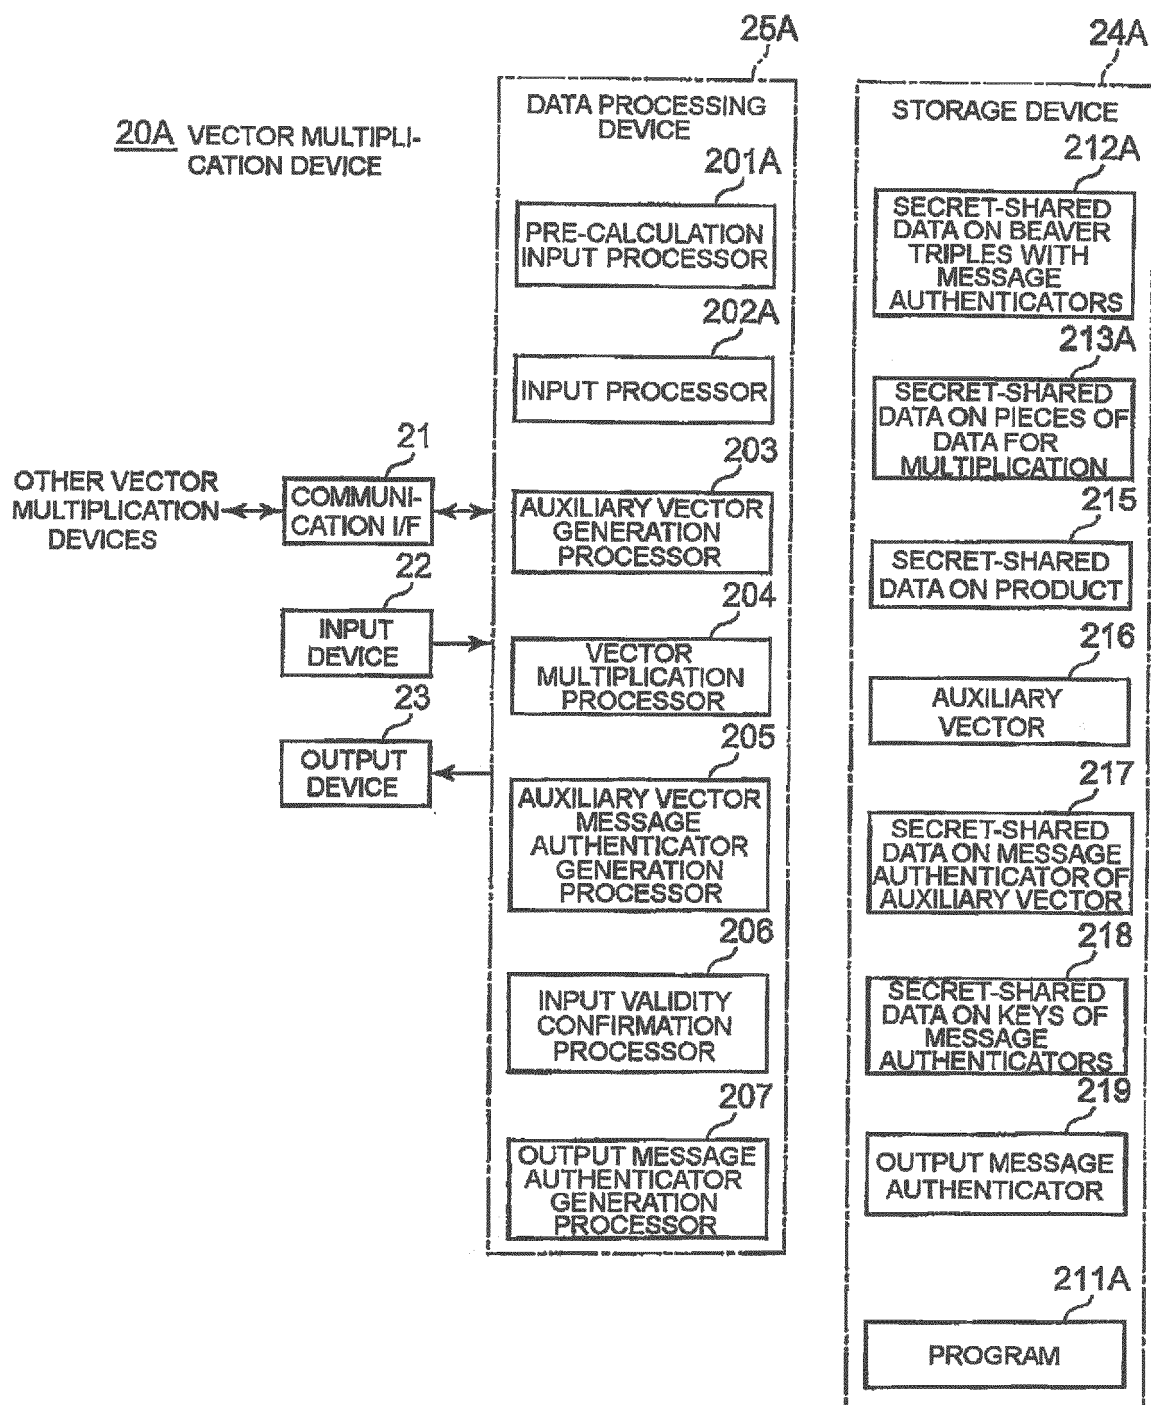 20A VECTOR MULTIPLI-
CATION DEVICE
OTHER VECTOR
MULTIPLICATION
DEVICES
21
COMMUNI-
CATION I/F
22
INPUT
DEVICE
23
OUTPUT
DEVICE
25A
DATA PROCESSING
DEVICE
201A
PRE-CALCULATION
INPUT PROCESSOR
202A
INPUT PROCESSOR
203
AUXILIARY VECTOR
GENERATION
PROCESSOR
204
VECTOR
MULTIPLICATION
PROCESSOR
205
AUXILIARY VECTOR
MESSAGE
AUTHENTICATOR
GENERATION
PROCESSOR
206
INPUT VALIDITY
CONFIRMATION
PROCESSOR
207
OUTPUT MESSAGE
AUTHENTICATOR
GENERATION
PROCESSOR
24A
STORAGE DEVICE
212A
SECRET-SHARED
DATA ON BEAVER
TRIPLES WITH
MESSAGE
AUTHENTICATORS
213A
SECRET-SHARED
DATA ON PIECES OF
DATA FOR
MULTIPLICATION
215
SECRET-SHARED
DATA ON PRODUCT
216
AUXILIARY
VECTOR
217
SECRET-SHARED
DATA ON MESSAGE
AUTHENTICATOR OF
AUXILIARY VECTOR
218
SECRET-SHARED
DATA ON KEYS OF
MESSAGE
AUTHENTICATORS
219
OUTPUT MESSAGE
AUTHENTICATOR
211A
PROGRAM